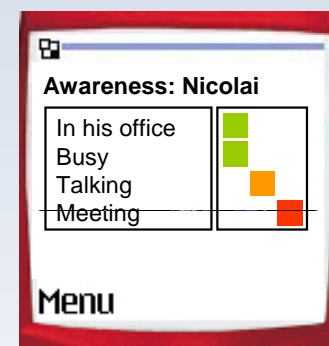 Awareness: Nicolai
In his office
Busy
Talking
Meeting
Menu